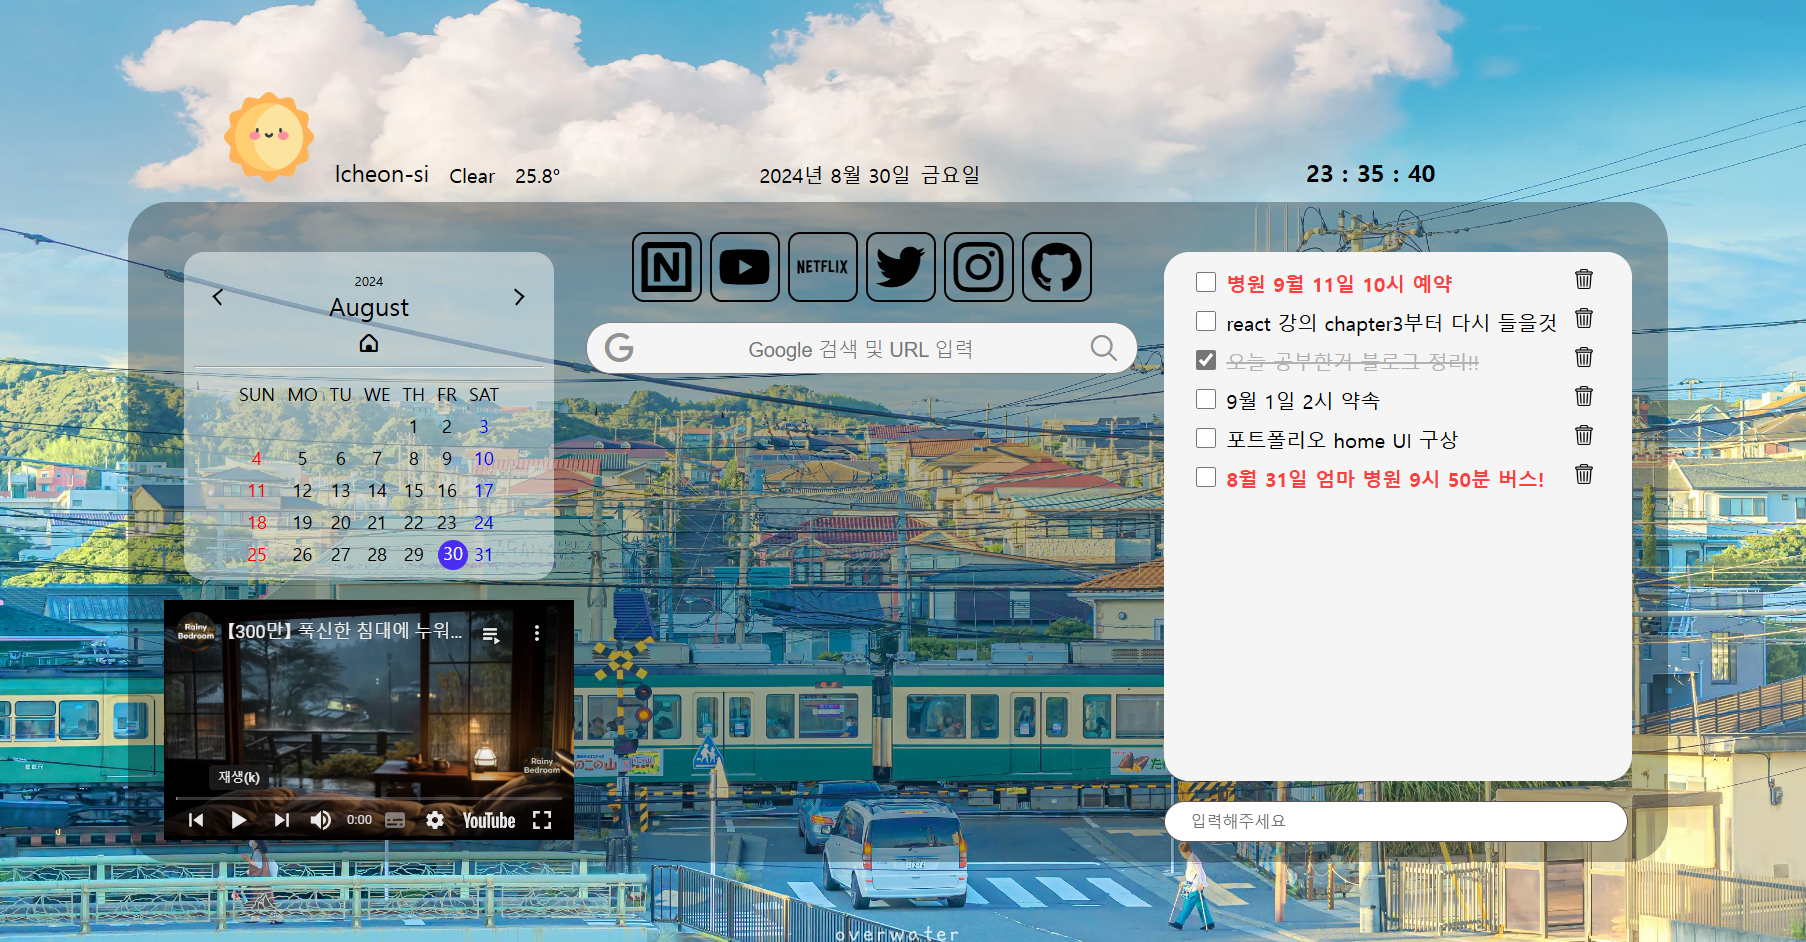 Icheon-si Clear 25.8°
2024년 8월 30일 금요일
23 : 35 : 40
2024
August
SUN MO TU WE TH FR SAT
1 2 3
4 5 6 7 8 9 10
11 12 13 14 15 16 17
18 19 20 21 22 23 24
25 26 27 28 29 30 31
N
NETFLIX
G
Google 검색 및 URL 입력
병원 9월 11일 10시 예약
react 강의 chapter3부터 다시 들을것
오늘 공부한거 블로그 정리!!
9월 1일 2시 약속
포트폴리오 home UI 구상
8월 31일 엄마 병원 9시 50분 버스!
입력해주세요
Rainy
Bedroom
【300만】 푹신한 침대에 누워...
Rainy
Bedroom
재생(k)
0:00
YouTube
overwater